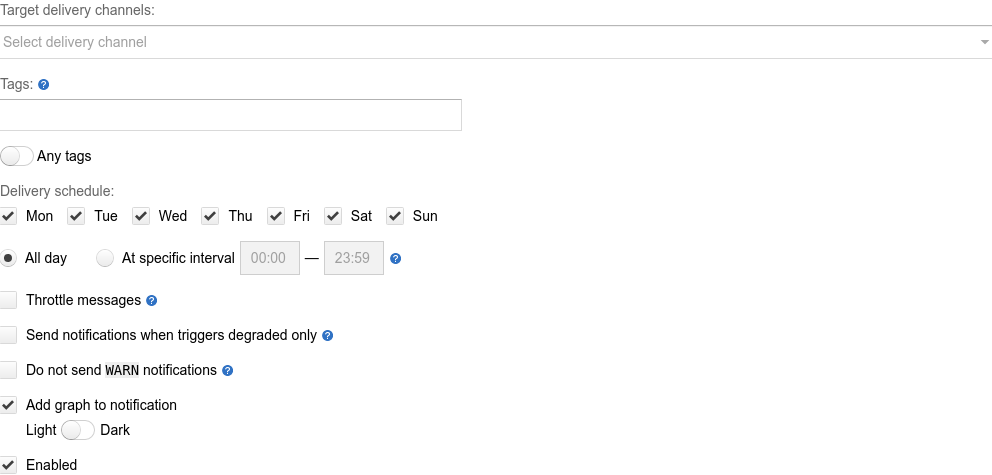 Target delivery channels:
Select delivery channel
Tags: ?
Any tags
Delivery schedule:
Mon Tue Wed Thu Fri Sat Sun
All day At specific interval 00:00 — 23:59 ?
Throttle messages ?
Send notifications when triggers degraded only ?
Do not send WARN notifications ?
Add graph to notification
Light Dark
Enabled